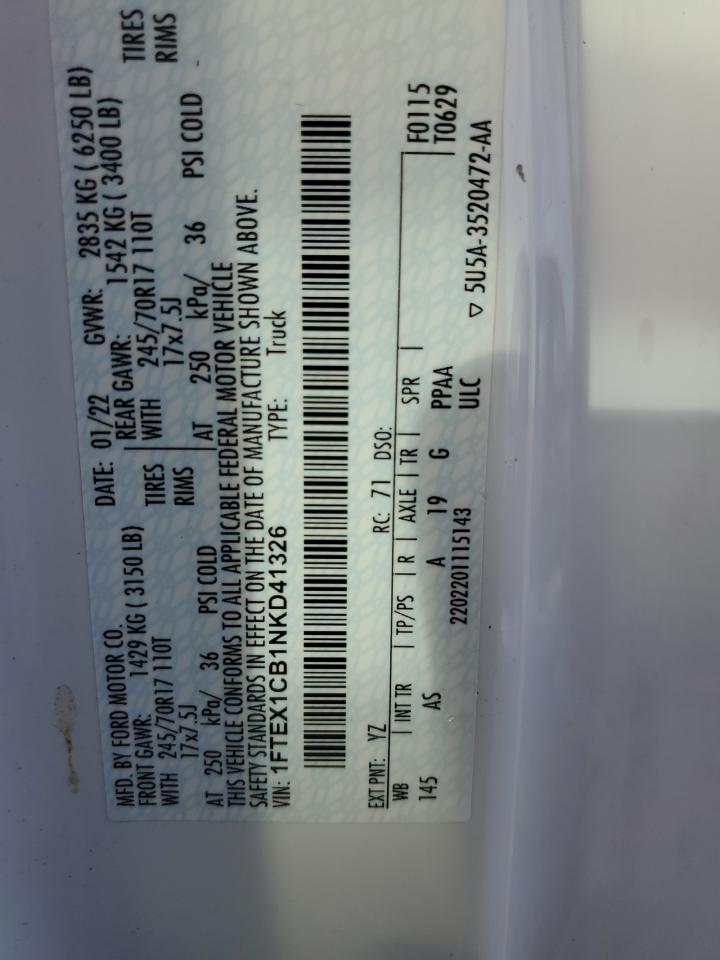 MFD. BY FORD MOTOR CO. DATE: 01/22 GVWR: 2835 KG ( 6250 LB)
FRONT GAWR: 1429 KG ( 3150 LB) REAR GAWR: 1542 KG ( 3400 LB)
WITH 245/70R17 110T TIRES WITH 245/70R17 110T TIRES
17x7.5J RIMS 17x7.5J RIMS
AT 250 kPa/ 36 PSI COLD AT 250 kPa/ 36 PSI COLD
THIS VEHICLE CONFORMS TO ALL APPLICABLE FEDERAL MOTOR VEHICLE
SAFETY STANDARDS IN EFFECT ON THE DATE OF MANUFACTURE SHOWN ABOVE.
VIN: 1FTEX1CB1NKD41326 TYPE: Truck
EXT PNT: YZ RC: 71 DSO:
WB INT TR TP/PS R AXLE TR SPR F0115
145 AS A 19 G PPAA T0629
2202201115143 ULC
▽ 5U5A-3520472-AA